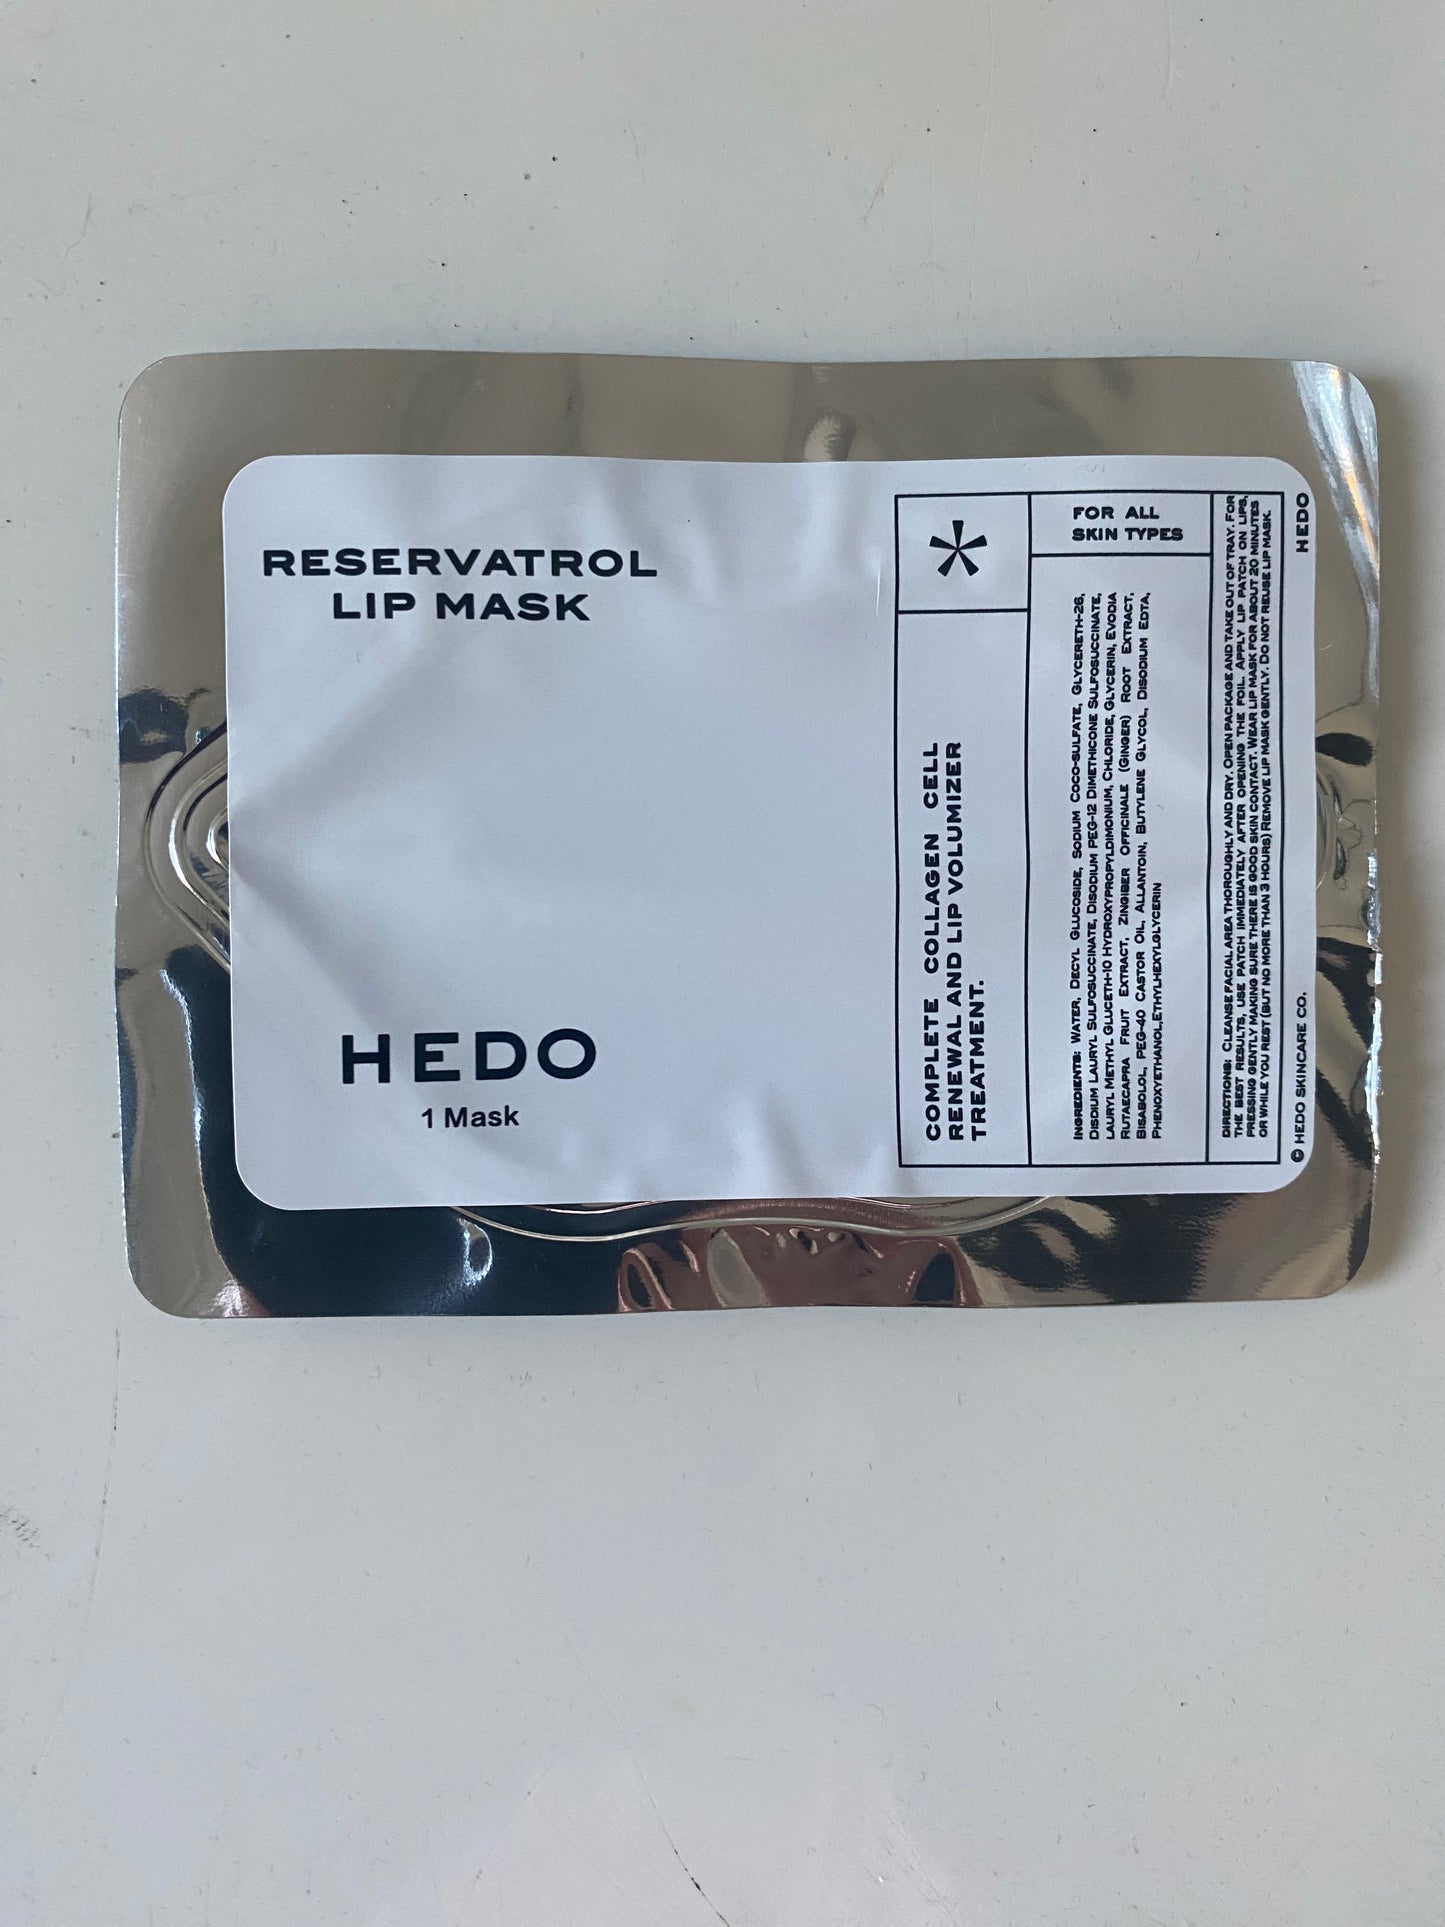 RESERVATROL
LIP MASK
HEDO
1 Mask
*
COMPLETE COLLAGEN CELL
RENEWAL AND LIP VOLUMIZER
TREATMENT.
FOR ALL
SKIN TYPES
INGREDIENTS: WATER, DECYL GLUCOSIDE, SODIUM COCO-SULFATE, GLYCERETH-26,
DISDIUM LAURYL SULFOSUCCINATE, DISODIUM PEG-12 DIMETHICONE SULFOSUCCINATE,
LAURYL METHYL GLUCETH-10 HYDROXYPROPYLDIMONIUM, CHLORIDE, GLYCERIN, EVODIA
RUTAECAPRA FRUIT EXTRACT, ZINGIBER OFFICINALE (GINGER) ROOT EXTRACT,
BISABOLOL, PEG-40 CASTOR OIL, ALLANTOIN, BUTYLENE GLYCOL, DISODIUM EDTA,
PHENOXYETHANOL,ETHYLHEXYLGLYCERIN
DIRECTIONS: CLEANSE FACIAL AREA THOROUGHLY AND DRY. OPEN PACKAGE AND TAKE OUT OF TRAY. FOR
THE BEST RESULTS, USE PATCH IMMEDIATELY AFTER OPENING THE FOIL. APPLY LIP PATCH ON LIPS,
PRESSING GENTLY MAKING SURE THERE IS GOOD SKIN CONTACT. WEAR LIP MASK FOR ABOUT 20 MINUTES
OR WHILE YOU REST (BUT NO MORE THAN 3 HOURS) REMOVE LIP MASK GENTLY. DO NOT REUSE LIP MASK.
© HEDO SKINCARE CO. HEDO